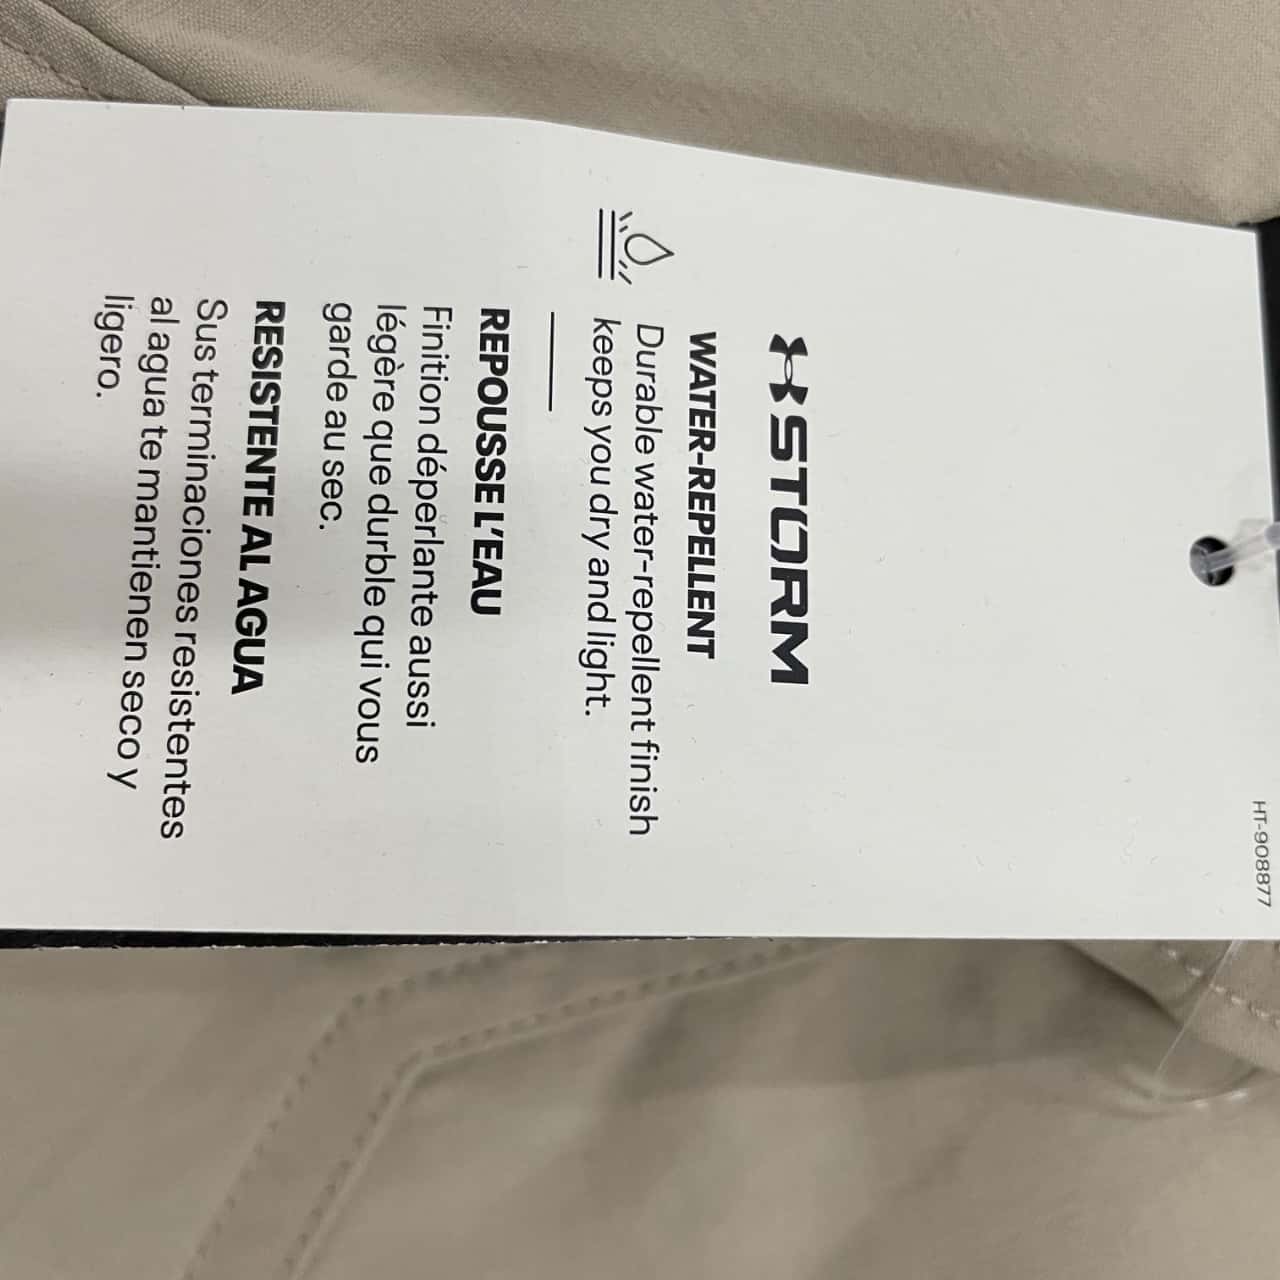 HT-908877
STORM
WATER-REPELLENT
Durable water-repellent finish
keeps you dry and light.
REPOUSSE L'EAU
Finition déperlante aussi
légère que durble qui vous
garde au sec.
RESISTENTE AL AGUA
Sus terminaciones resistentes
al agua te mantienen seco y
ligero.